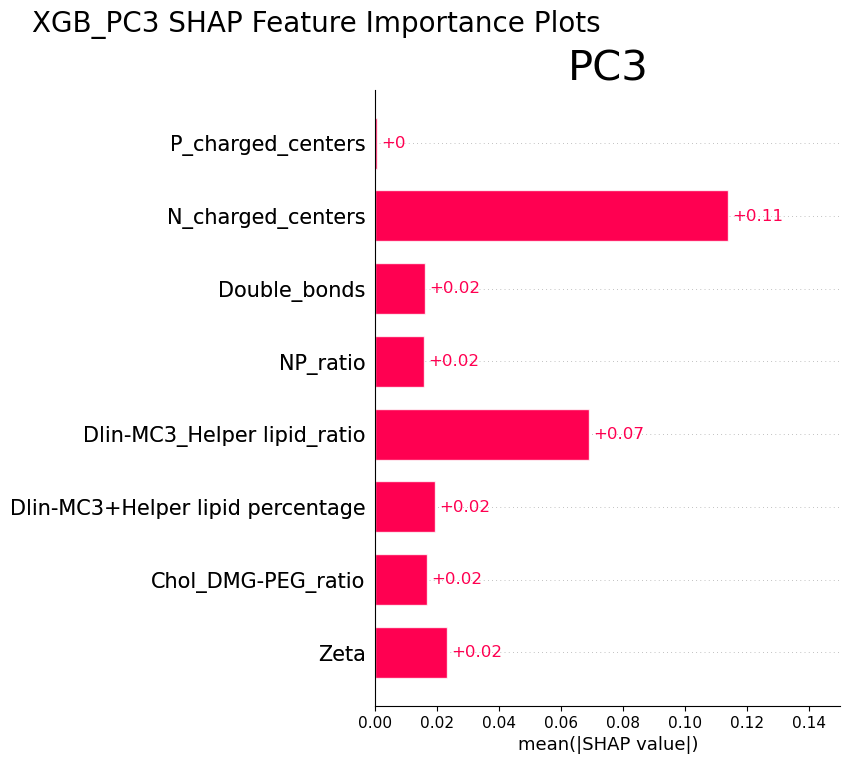 XGB_PC3 SHAP Feature Importance Plots
PC3
P_charged_centers
+0
N_charged_centers
+0.11
Double_bonds
+0.02
NP_ratio
+0.02
Dlin-MC3_Helper lipid_ratio
+0.07
Dlin-MC3+Helper lipid percentage
+0.02
Chol_DMG-PEG_ratio
+0.02
Zeta
+0.02
0.00 0.02 0.04 0.06 0.08 0.10 0.12 0.14
mean(|SHAP value|)